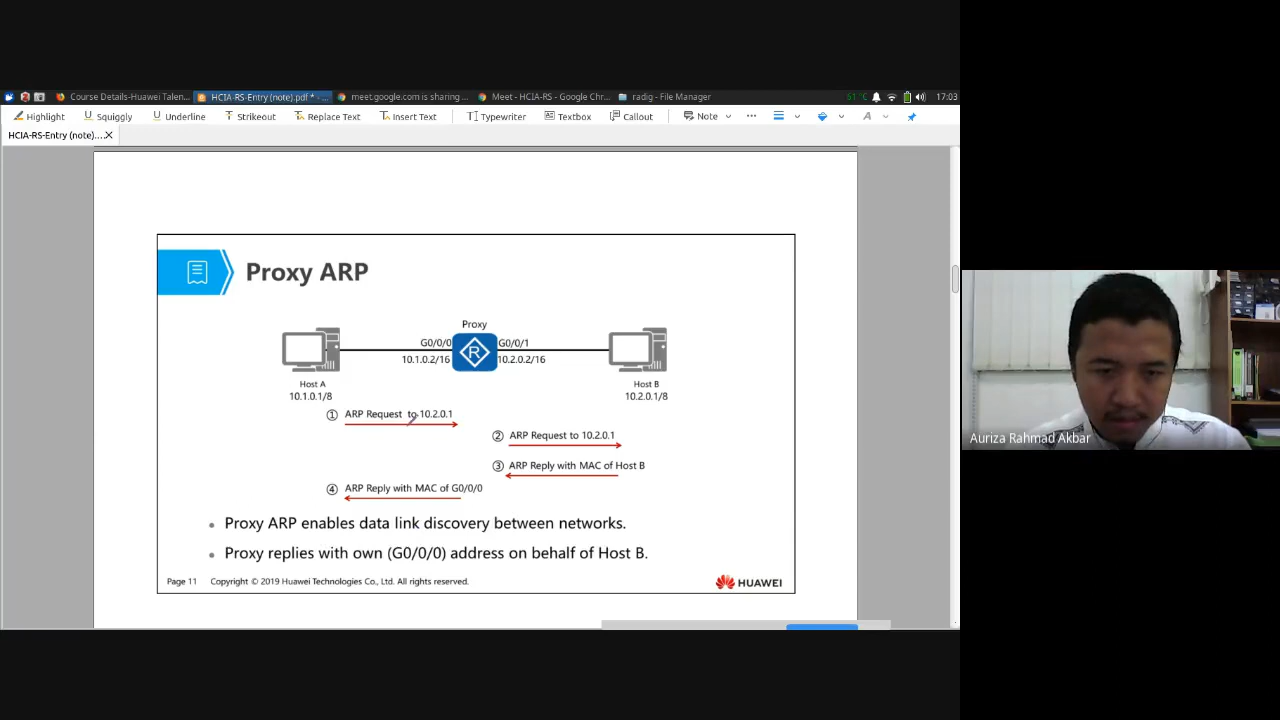 Course Details-Huawei Talen...
HCIA-RS-Entry (note).pdf * - ...
meet.google.com is sharing ...
Meet - HCIA-RS - Google Chr...
radig - File Manager
61°C
17:03
Highlight
Squiggly
Underline
Strikeout
Replace Text
Insert Text
Typewriter
Textbox
Callout
Note
HCIA-RS-Entry (note)....
Proxy ARP
Proxy
G0/0/0
G0/0/1
10.1.0.2/16
R
10.2.0.2/16
Host A
Host B
10.1.0.1/8
10.2.0.1/8
① ARP Request to 10.2.0.1
② ARP Request to 10.2.0.1
③ ARP Reply with MAC of Host B
④ ARP Reply with MAC of G0/0/0
• Proxy ARP enables data link discovery between networks.
• Proxy replies with own (G0/0/0) address on behalf of Host B.
Page 11 Copyright © 2019 Huawei Technologies Co., Ltd. All rights reserved.
HUAWEI
Auriza Rahmad Akbar